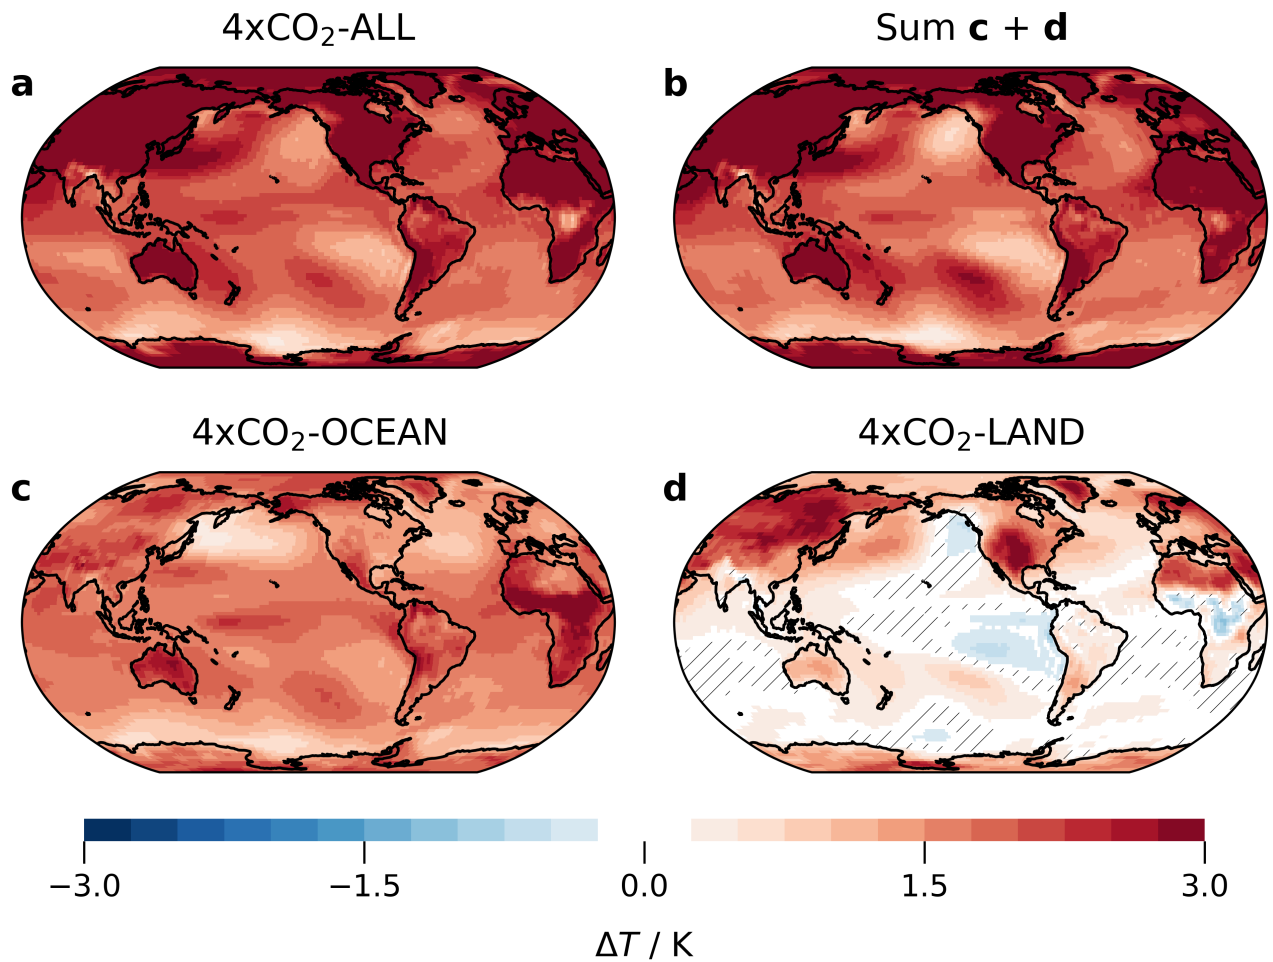 4xCO₂-ALL
Sum c + d
a
b
4xCO₂-OCEAN
4xCO₂-LAND
c
d
−3.0
−1.5
0.0
1.5
3.0
ΔT / K